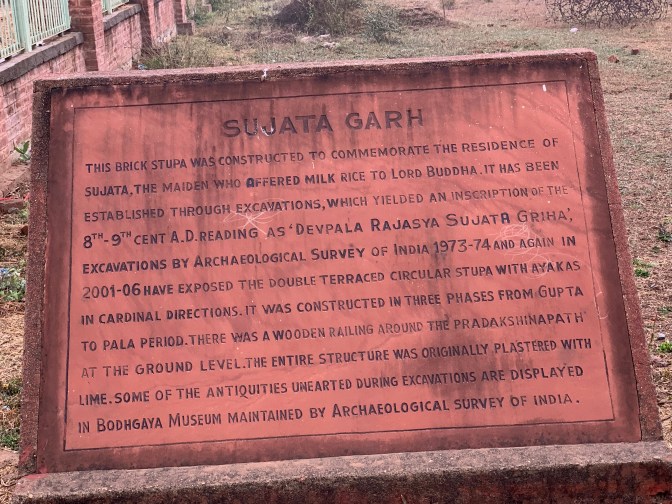 SUJATA GARH
THIS BRICK STUPA WAS CONSTRUCTED TO COMMEMORATE THE RESIDENCE OF
SUJATA, THE MAIDEN WHO OFFERED MILK RICE TO LORD BUDDHA. IT HAS BEEN
ESTABLISHED THROUGH EXCAVATIONS, WHICH YIELDED AN INSCRIPTION OF THE
8TH-9TH CENT A.D. READING AS 'DEVPALA RAJASYA SUJATA GRIHA',
EXCAVATIONS BY ARCHAEOLOGICAL SURVEY OF INDIA 1973-74 AND AGAIN IN
2001-06 HAVE EXPOSED THE DOUBLE TERRACED CIRCULAR STUPA WITH AYAKAS
IN CARDINAL DIRECTIONS. IT WAS CONSTRUCTED IN THREE PHASES FROM GUPTA
TO PALA PERIOD. THERE WAS A WOODEN RAILING AROUND THE PRADAKSHINAPATH
AT THE GROUND LEVEL. THE ENTIRE STRUCTURE WAS ORIGINALLY PLASTERED WITH
LIME. SOME OF THE ANTIQUITIES UNEARTED DURING EXCAVATIONS ARE DISPLAYED
IN BODHGAYA MUSEUM MAINTAINED BY ARCHAEOLOGICAL SURVEY OF INDIA.